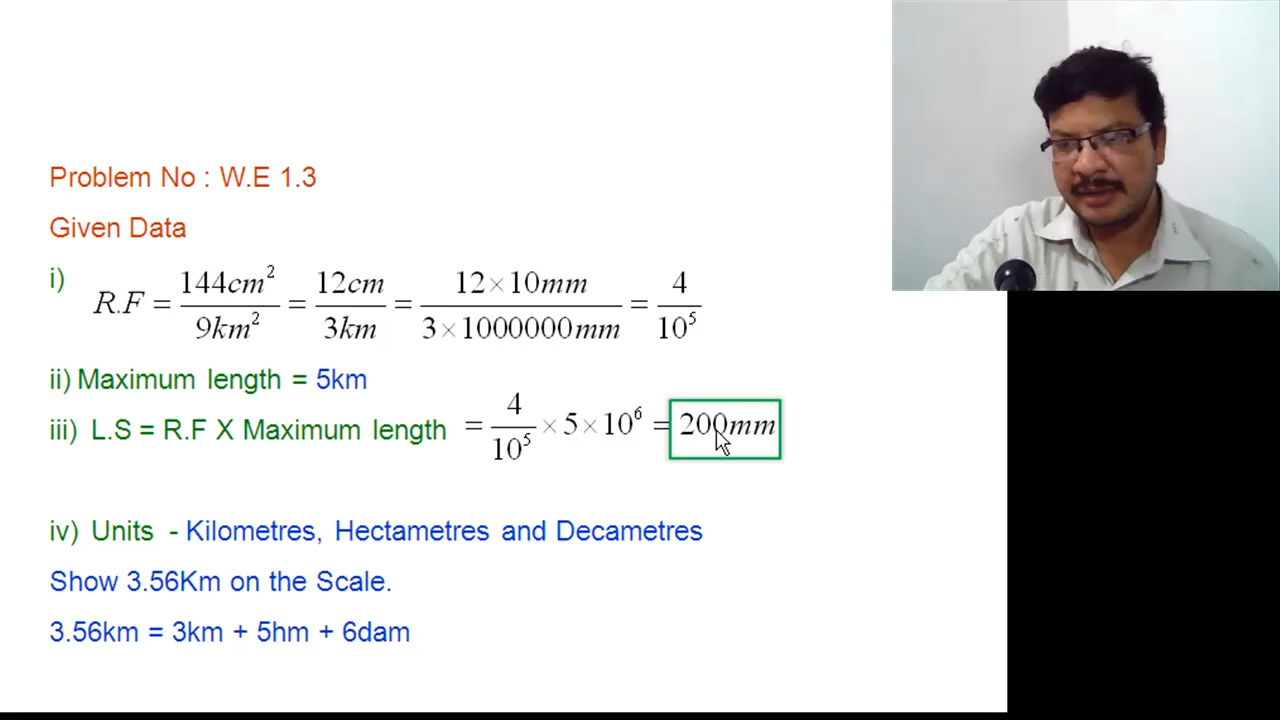 Problem No : W.E 1.3
Given Data
i) R.F = 144cm² / 9km² = 12cm / 3km = 12×10mm / 3×1000000mm = 4 / 10⁵
ii) Maximum length = 5km
iii) L.S = R.F X Maximum length = 4 / 10⁵ × 5 × 10⁶ = 200mm
iv) Units - Kilometres, Hectametres and Decametres
Show 3.56Km on the Scale.
3.56km = 3km + 5hm + 6dam